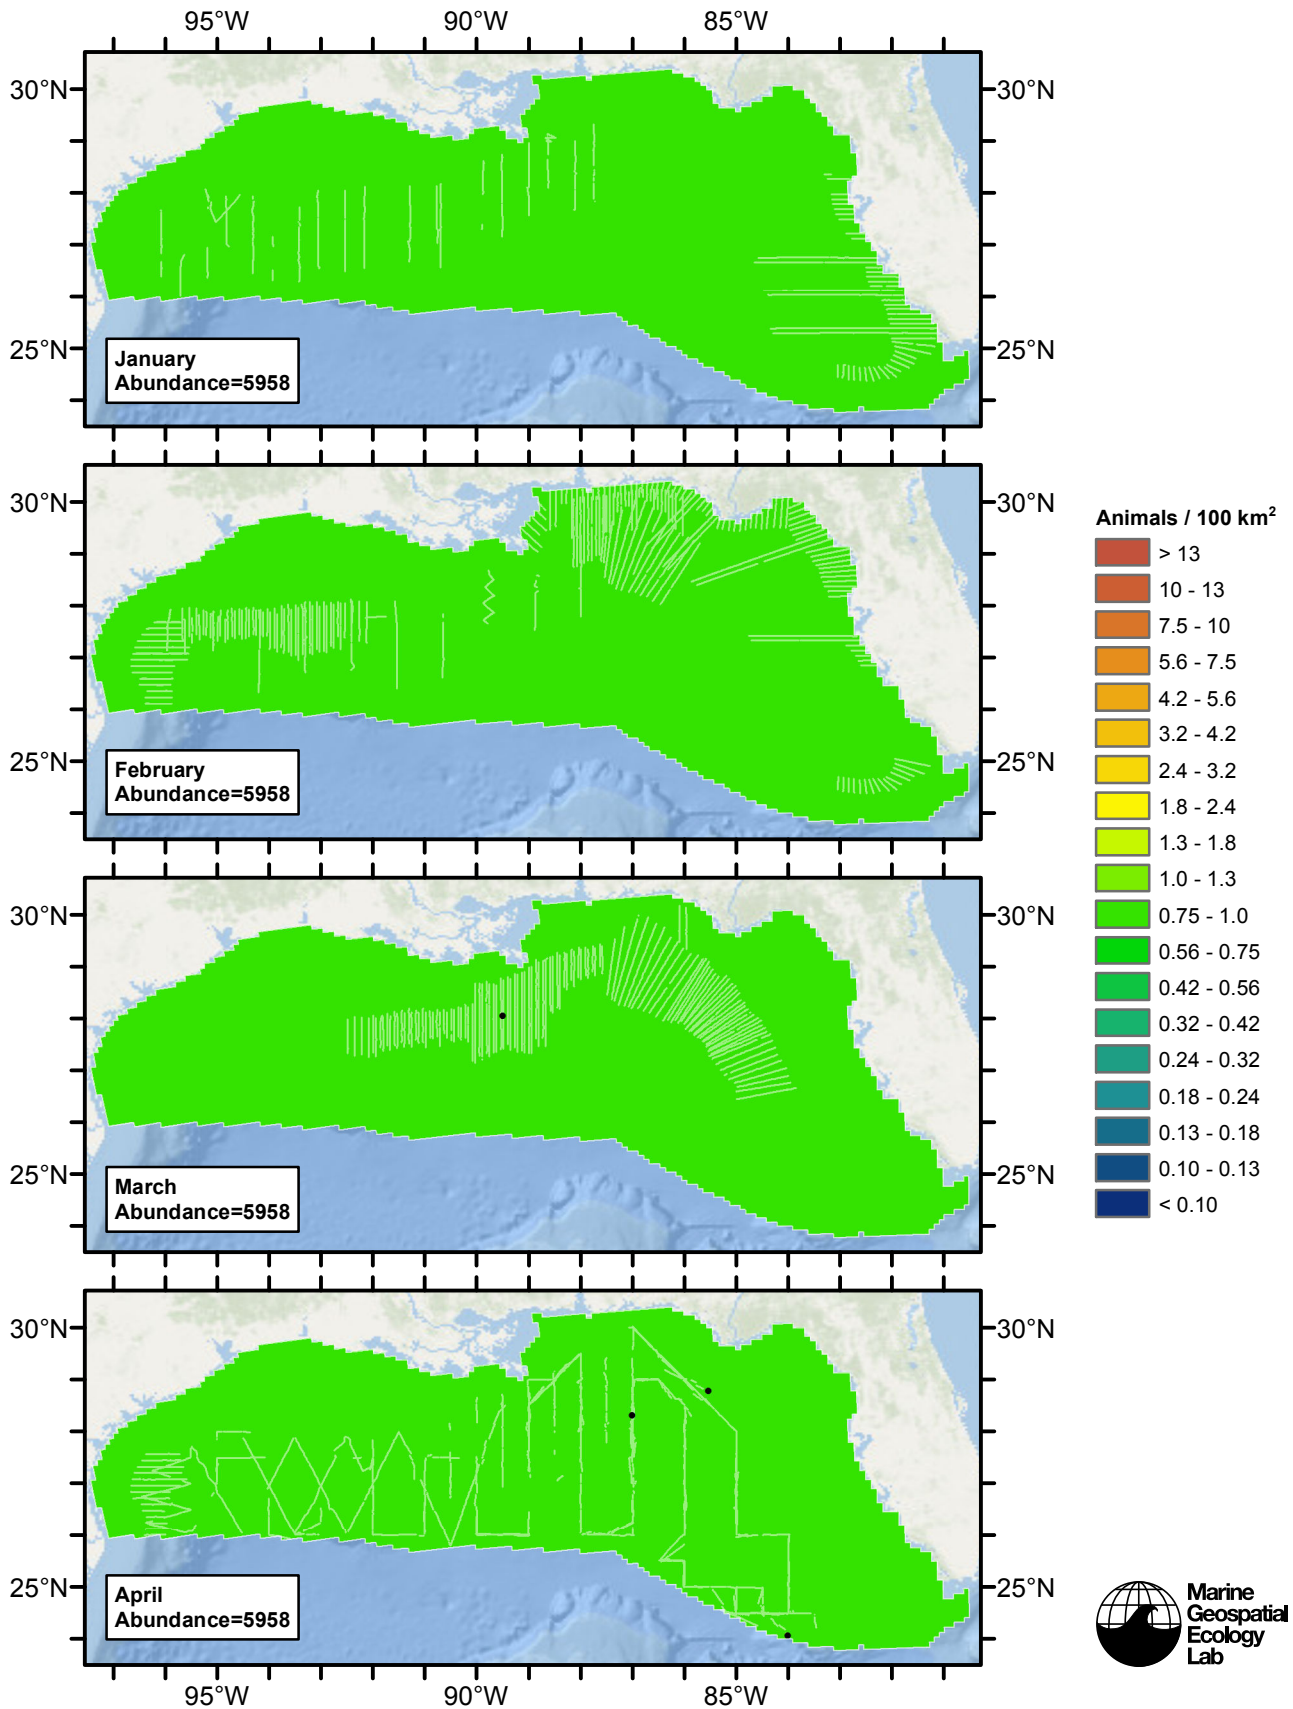 95°W 90°W 85°W
30°N 30°N
25°N 25°N
January
Abundance=5958
30°N 30°N
25°N 25°N
February
Abundance=5958
30°N 30°N
25°N 25°N
March
Abundance=5958
30°N 30°N
25°N 25°N
April
Abundance=5958
95°W 90°W 85°W
Animals / 100 km²
> 13
10 - 13
7.5 - 10
5.6 - 7.5
4.2 - 5.6
3.2 - 4.2
2.4 - 3.2
1.8 - 2.4
1.3 - 1.8
1.0 - 1.3
0.75 - 1.0
0.56 - 0.75
0.42 - 0.56
0.32 - 0.42
0.24 - 0.32
0.18 - 0.24
0.13 - 0.18
0.10 - 0.13
< 0.10
Marine
Geospatial
Ecology
Lab